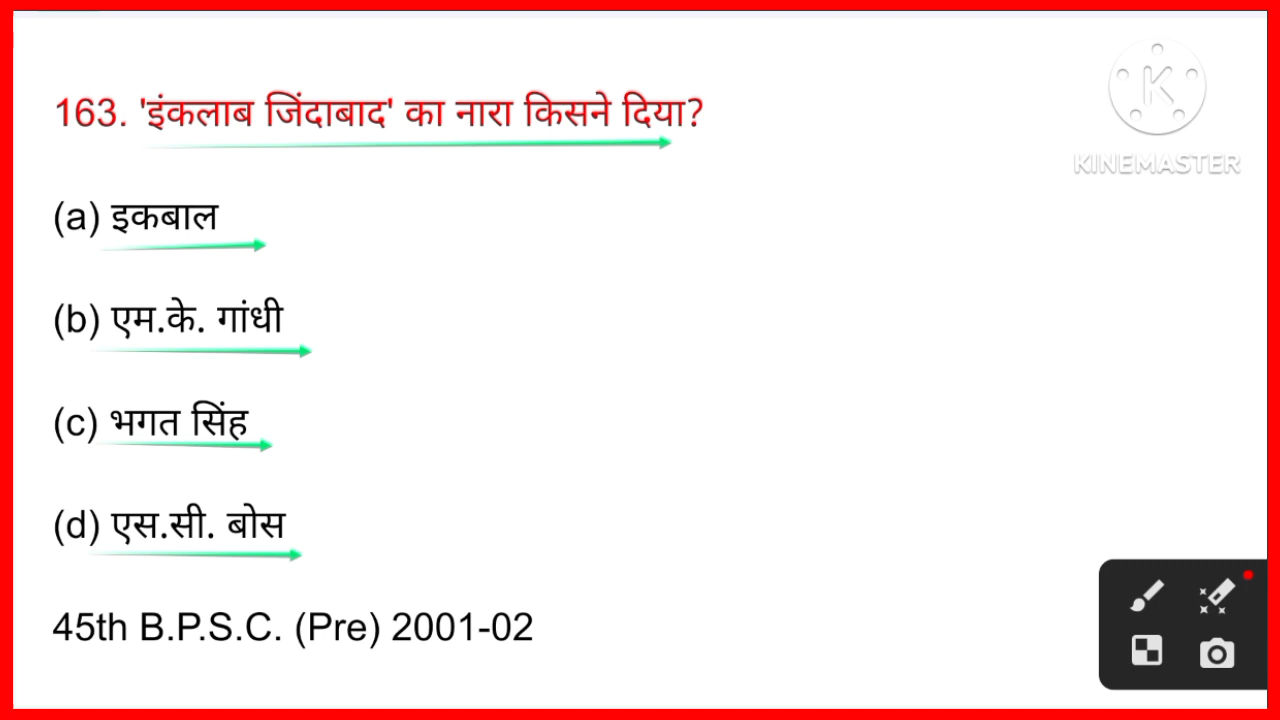 163. 'इंकलाब जिंदाबाद' का नारा किसने दिया?
K
KINEMASTER
(a) इकबाल
(b) एम.के. गांधी
(c) भगत सिंह
(d) एस.सी. बोस
45th B.P.S.C. (Pre) 2001-02